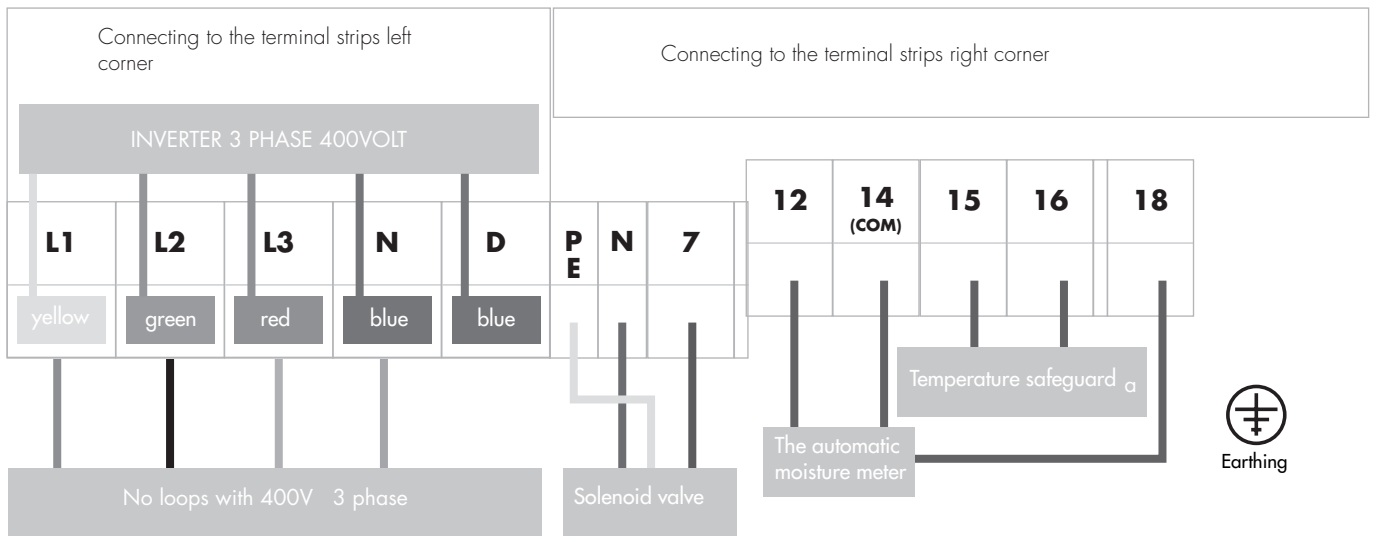 Connecting to the terminal strips left
corner
Connecting to the terminal strips right corner
INVERTER 3 PHASE 400VOLT
L1
L2
L3
N
D
P
E
N
7
12
14
(COM)
15
16
18
yellow
green
red
blue
blue
Temperature safeguard a
The automatic
moisture meter
Earthing
No loops with 400V 3 phase
Solenoid valve